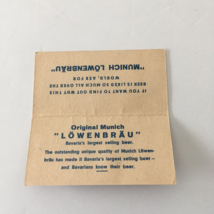 IF YOU WANT TO FIND OUT WHY THIS
BEER IS LIKED SO MUCH ALL OVER THE
WORLD, ASK FOR
"MUNICH LÖWENBRÄU"
Original Munich
"LÖWENBRÄU"
Bavaria's largest selling beer.
The outstanding unique quality of Munich Löwen-
bräu has made it Bavaria's largest selling beer —
and Bavarians know their beer.